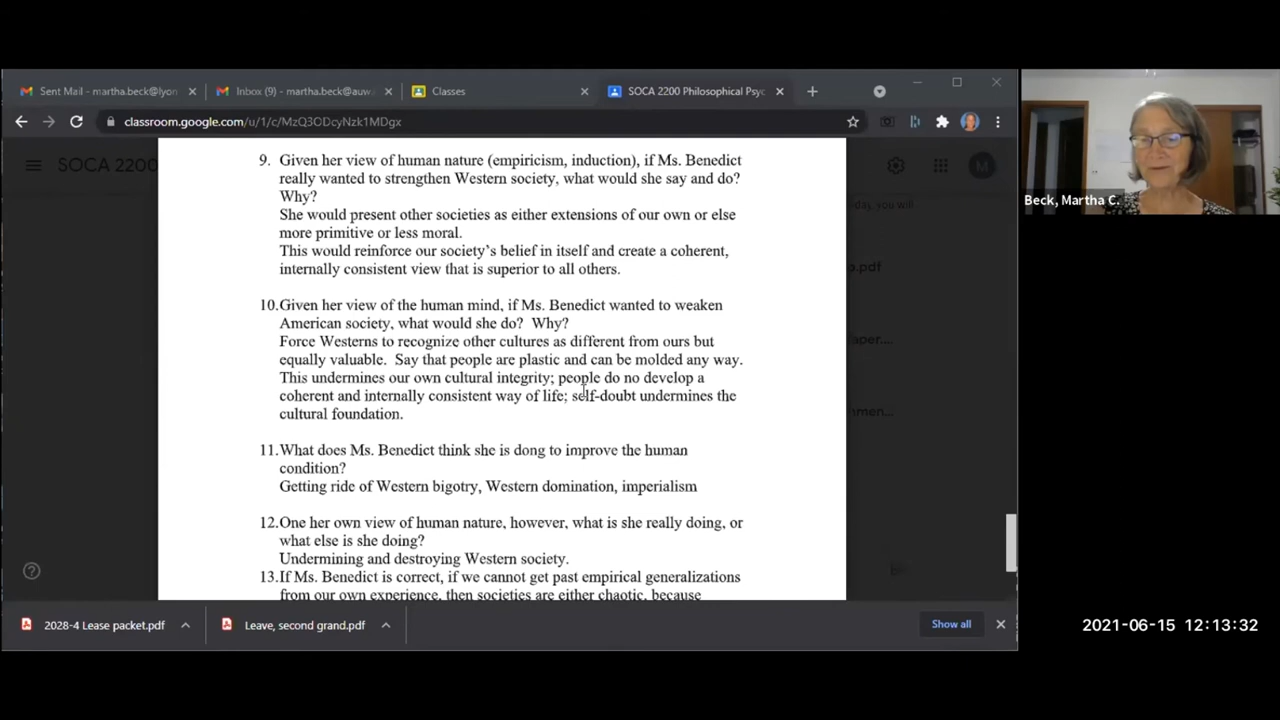 Sent Mail - martha.beck@lyon
Inbox (9) - martha.beck@auw
Classes
SOCA 2200 Philosophical Psyc
classroom.google.com/u/1/c/MzQ3ODcyNzk1MDgx
SOCA 2200
M
day, you will
o.pdf
aper....
men...
9. Given her view of human nature (empiricism, induction), if Ms. Benedict
really wanted to strengthen Western society, what would she say and do?
Why?
She would present other societies as either extensions of our own or else
more primitive or less moral.
This would reinforce our society's belief in itself and create a coherent,
internally consistent view that is superior to all others.
10. Given her view of the human mind, if Ms. Benedict wanted to weaken
American society, what would she do? Why?
Force Westerns to recognize other cultures as different from ours but
equally valuable. Say that people are plastic and can be molded any way.
This undermines our own cultural integrity; people do no develop a
coherent and internally consistent way of life; self-doubt undermines the
cultural foundation.
11. What does Ms. Benedict think she is dong to improve the human
condition?
Getting ride of Western bigotry, Western domination, imperialism
12. One her own view of human nature, however, what is she really doing, or
what else is she doing?
Undermining and destroying Western society.
13. If Ms. Benedict is correct, if we cannot get past empirical generalizations
from our own experience, then societies are either chaotic, because
2028-4 Lease packet.pdf
Leave, second grand.pdf
Show all
Beck, Martha C.
2021-06-15 12:13:32